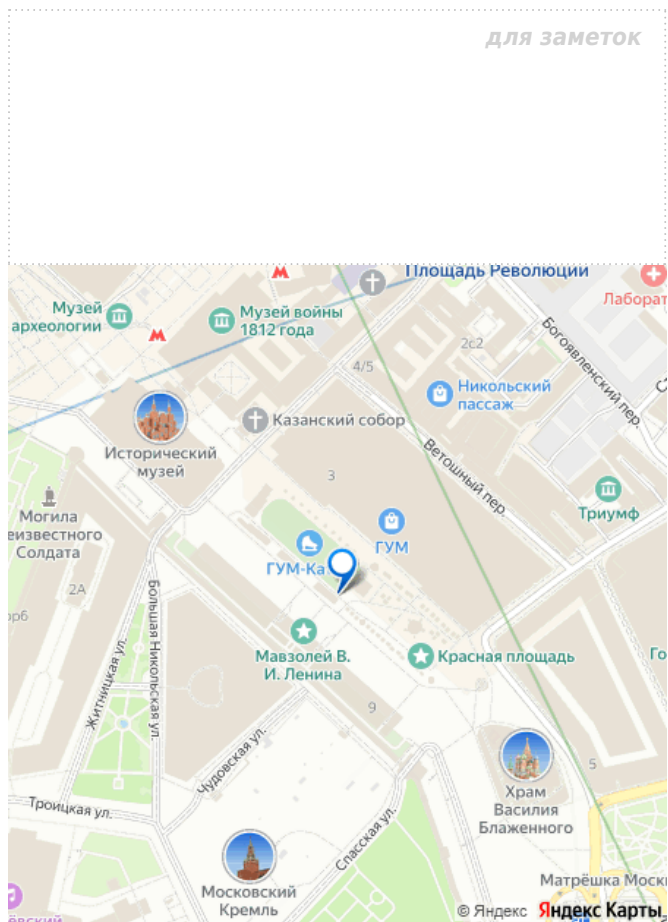 для заметок
Площадь Революции
Музей
археологии
Музей войны
1812 года
Лаборат
Богоявленский пер.
2с2
4/5
Никольский
пассаж
Казанский собор
Исторический
музей
Ветошный пер.
3
Триумф
Могила
еизвестного
Солдата
ГУМ
ГУМ-Ка
2А
орб
Большая Никольская ул.
Житницкая ул.
Мавзолей В.
И. Ленина
Красная площадь
Го
9
Чудовская ул.
5
Храм
Василия
Блаженного
Троицкая ул.
Спасская ул.
Московский
Кремль
Матрёшка Моск
© Яндекс Яндекс Карты